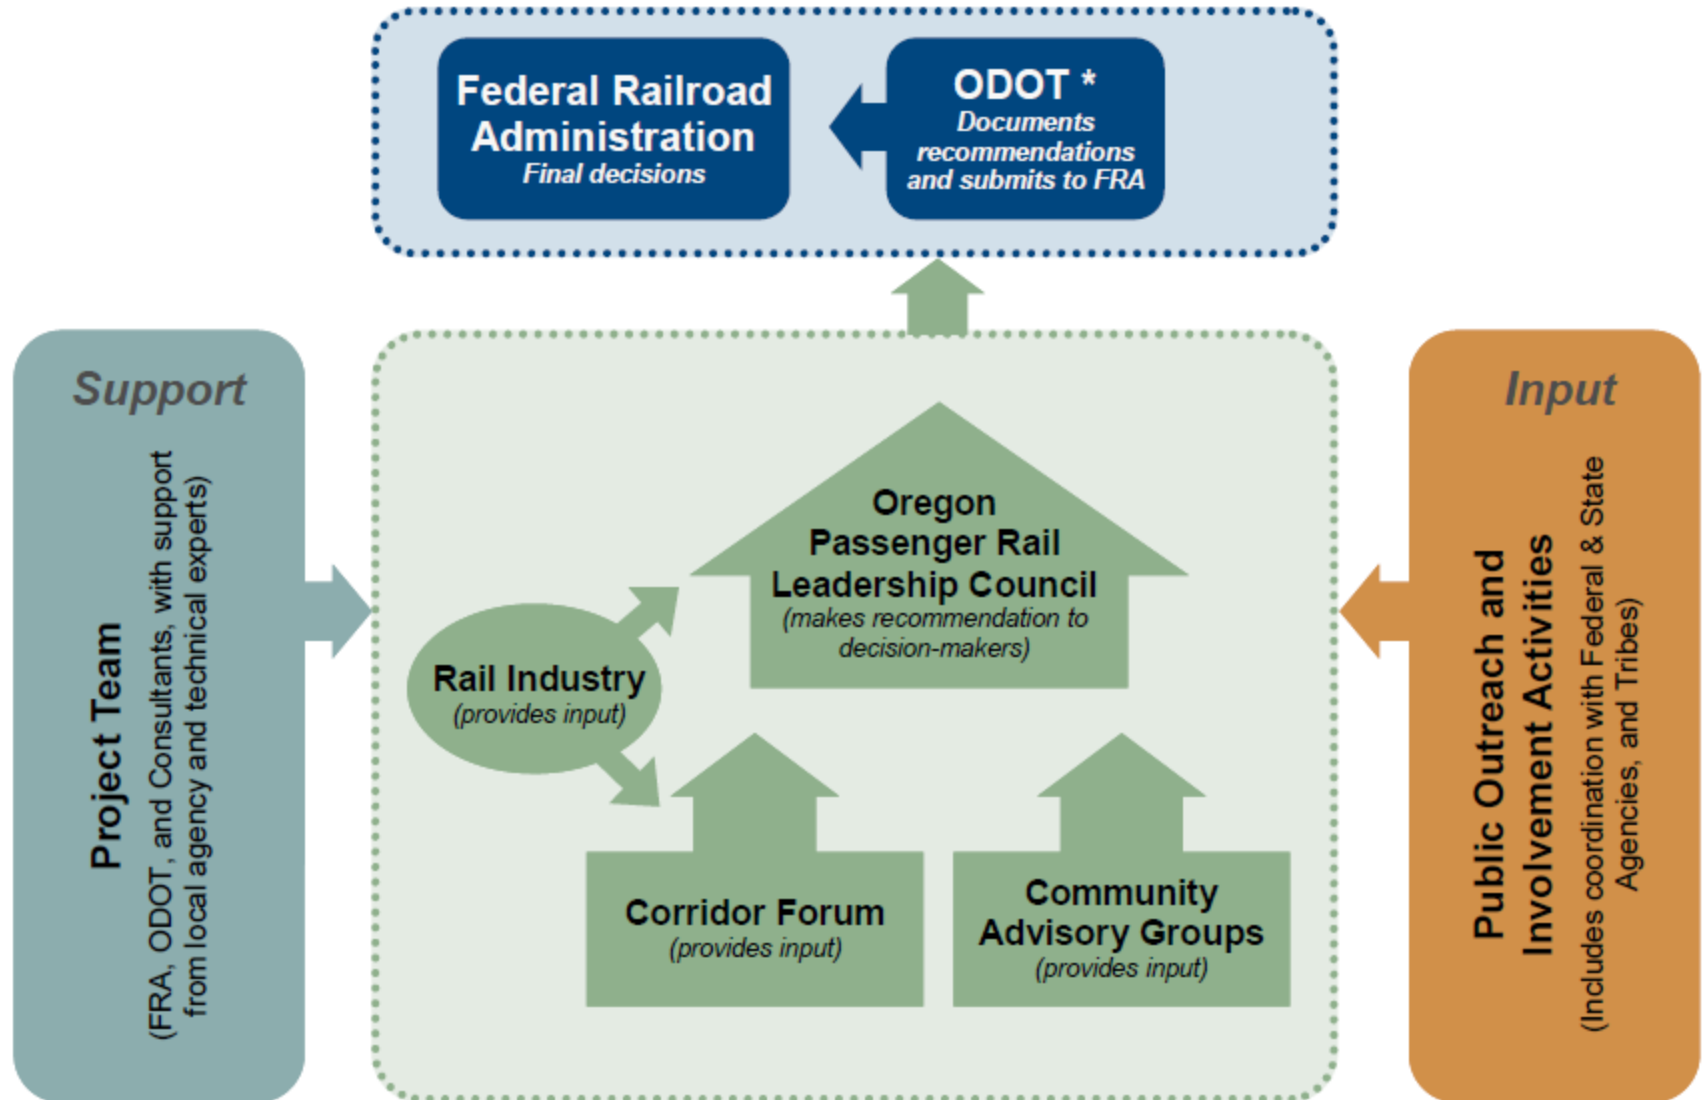 Federal Railroad
Administration
Final decisions
ODOT *
Documents
recommendations
and submits to FRA
Support
Project Team
(FRA, ODOT, and Consultants, with support
from local agency and technical experts)
Oregon
Passenger Rail
Leadership Council
(makes recommendation to
decision-makers)
Rail Industry
(provides input)
Corridor Forum
(provides input)
Community
Advisory Groups
(provides input)
Input
Public Outreach and
Involvement Activities
(Includes coordination with Federal & State
Agencies, and Tribes)